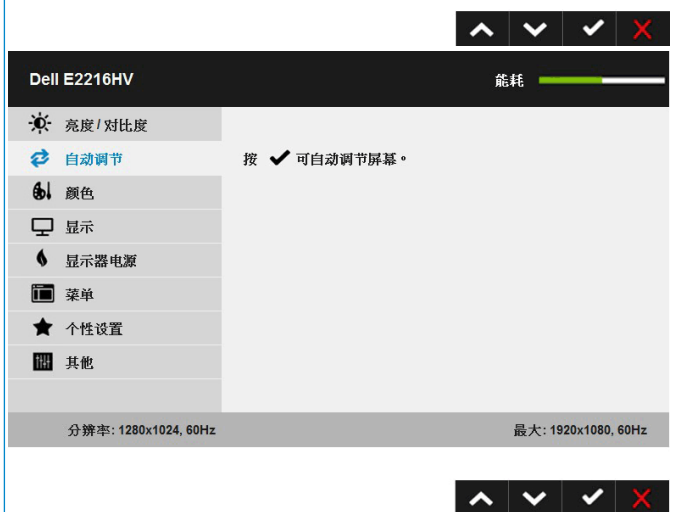 Dell E2216HV
能耗
亮度/对比度
自动调节
按 ✔ 可自动调节屏幕。
颜色
显示
显示器电源
菜单
个性设置
其他
分辨率: 1280x1024, 60Hz
最大: 1920x1080, 60Hz